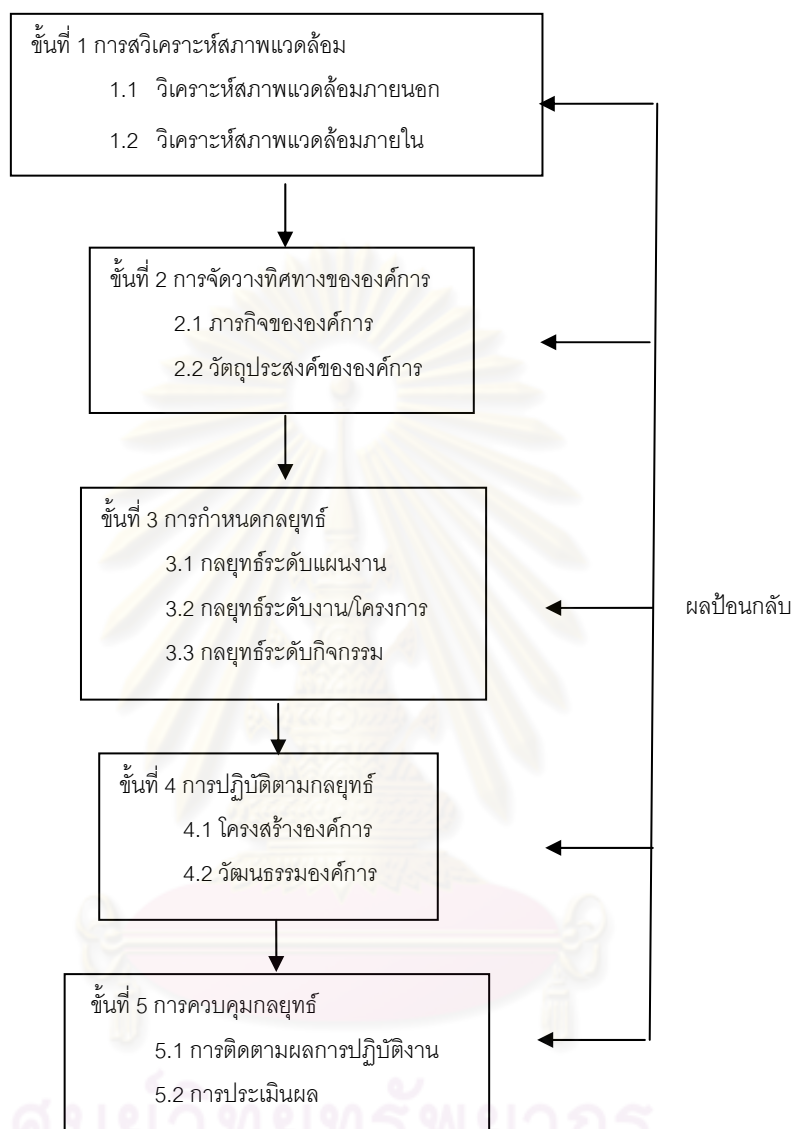 ขั้นที่ 1 การสวิเคราะห์สภาพแวดล้อม
1.1 วิเคราะห์สภาพแวดล้อมภายนอก
1.2 วิเคราะห์สภาพแวดล้อมภายใน
ขั้นที่ 2 การจัดวางทิศทางขององค์การ
2.1 ภารกิจขององค์การ
2.2 วัตถุประสงค์ขององค์การ
ขั้นที่ 3 การกำหนดกลยุทธ์
3.1 กลยุทธ์ระดับแผนงาน
3.2 กลยุทธ์ระดับงาน/โครงการ
3.3 กลยุทธ์ระดับกิจกรรม
ผลป้อนกลับ
ขั้นที่ 4 การปฏิบัติตามกลยุทธ์
4.1 โครงสร้างองค์การ
4.2 วัฒนธรรมองค์การ
ขั้นที่ 5 การควบคุมกลยุทธ์
5.1 การติดตามผลการปฏิบัติงาน
5.2 การประเมินผล
ศูนย์วิทยทรัพยากร